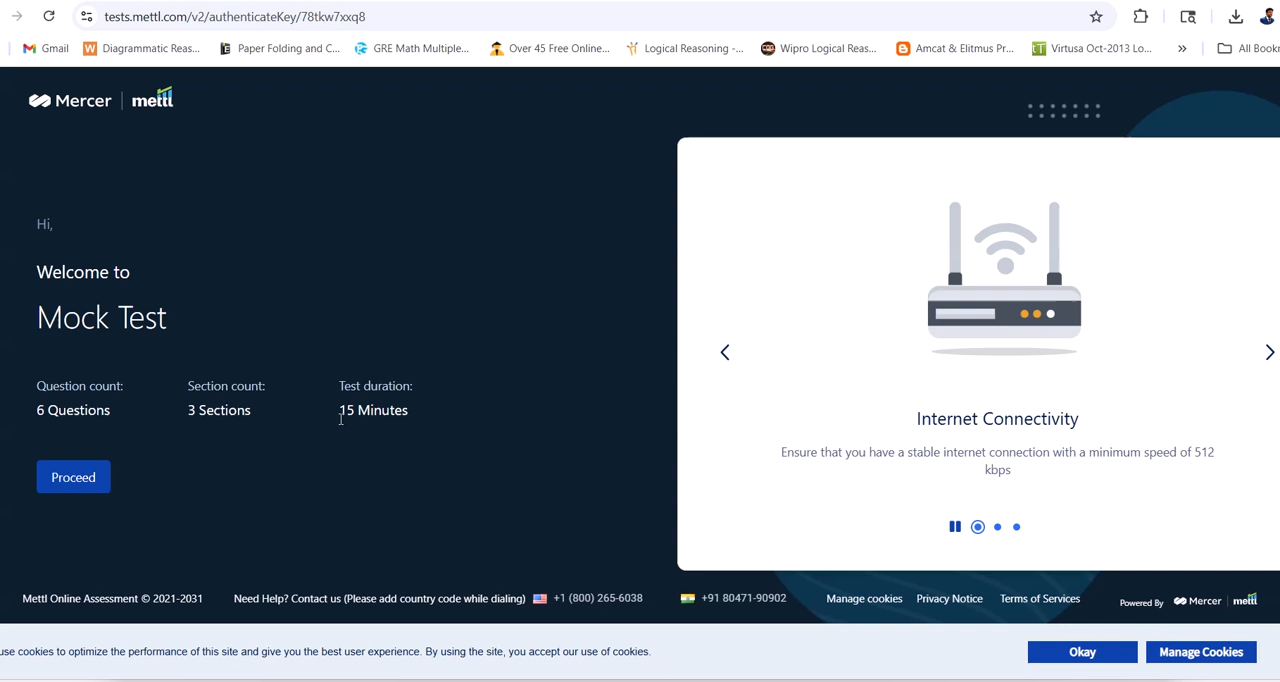 tests.mettl.com/v2/authenticateKey/78tkw7xxq8
Gmail
Diagrammatic Reas...
Paper Folding and C...
GRE Math Multiple...
Over 45 Free Online...
Logical Reasoning -...
Wipro Logical Reas...
Amcat & Elitmus Pr...
Virtusa Oct-2013 Lo...
»
All Bookm
Mercer | mettl
Hi,
Welcome to
Mock Test
Question count:
6 Questions
Section count:
3 Sections
Test duration:
15 Minutes
Proceed
Internet Connectivity
Ensure that you have a stable internet connection with a minimum speed of 512
kbps
Mettl Online Assessment © 2021-2031
Need Help? Contact us (Please add country code while dialing)
+1 (800) 265-6038
+91 80471-90902
Manage cookies
Privacy Notice
Terms of Services
Powered By
Mercer | mettl
use cookies to optimize the performance of this site and give you the best user experience. By using the site, you accept our use of cookies.
Okay
Manage Cookies